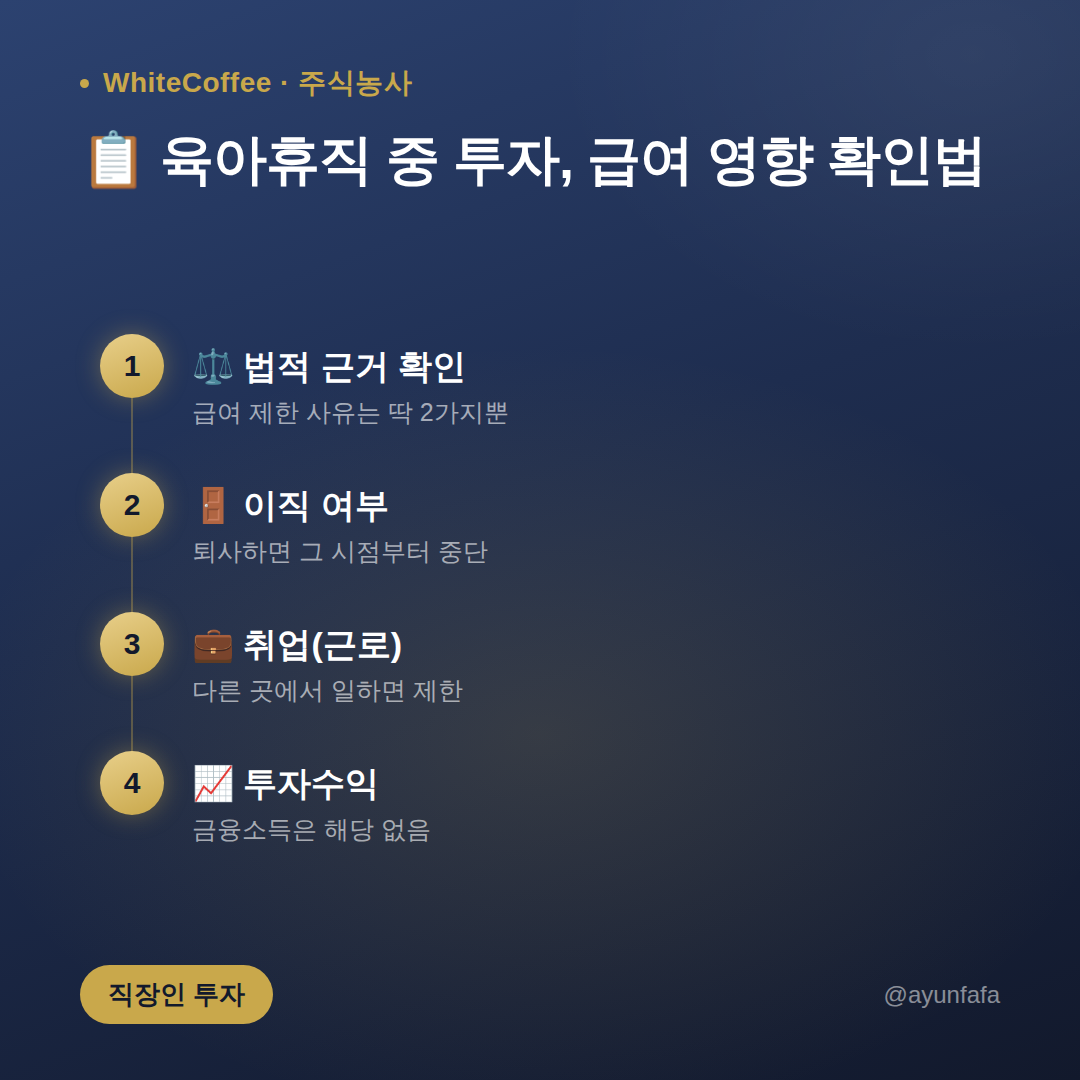 • WhiteCoffee · 주식농사
📋 육아휴직 중 투자, 급여 영향 확인법
1
⚖️ 법적 근거 확인
급여 제한 사유는 딱 2가지뿐
2
🚪 이직 여부
퇴사하면 그 시점부터 중단
3
💼 취업(근로)
다른 곳에서 일하면 제한
4
📈 투자수익
금융소득은 해당 없음
직장인 투자
@ayunfafa